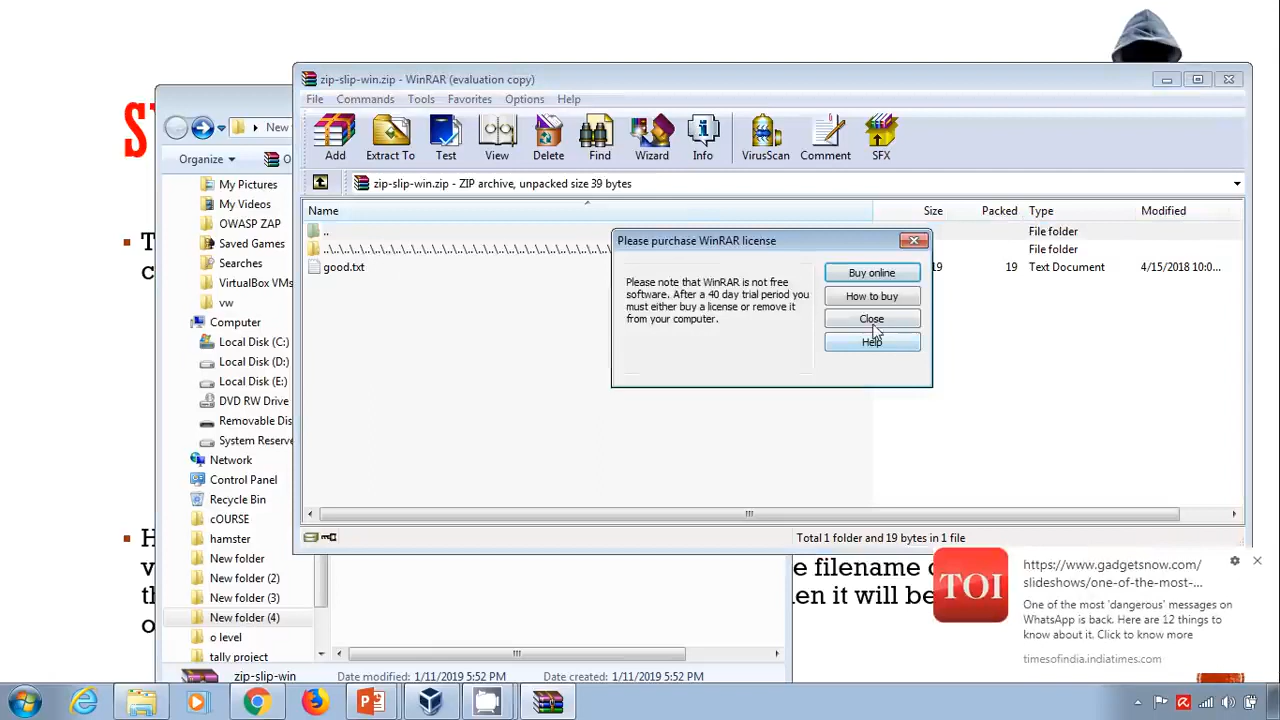 zip-slip-win.zip - WinRAR (evaluation copy)
File Commands Tools Favorites Options Help
Add Extract To Test View Delete Find Wizard Info VirusScan Comment SFX
zip-slip-win.zip - ZIP archive, unpacked size 39 bytes
Name Size Packed Type Modified
.. File folder
..\..\..\..\..\..\..\..\..\..\..\..\..\..\..\..\..\..\..\..\..\ File folder
good.txt 19 19 Text Document 4/15/2018 10:0...
Please purchase WinRAR license
Please note that WinRAR is not free
software. After a 40 day trial period you
must either buy a license or remove it
from your computer.
Buy online
How to buy
Close
Help
Total 1 folder and 19 bytes in 1 file
New
Organize
My Pictures
My Videos
OWASP ZAP
Saved Games
Searches
VirtualBox VMs
vw
Computer
Local Disk (C:)
Local Disk (D:)
Local Disk (E:)
DVD RW Drive
Removable Dis
System Reserve
Network
Control Panel
Recycle Bin
cOURSE
hamster
New folder
New folder (2)
New folder (3)
New folder (4)
o level
tally project
zip-slip-win Date modified: 1/11/2019 5:52 PM Date created: 1/11/2019 5:52 PM
e filename
en it will be
TOI
https://www.gadgetsnow.com/
slideshows/one-of-the-most-...
One of the most 'dangerous' messages on
WhatsApp is back. Here are 12 things to
know about it. Click to know more
timesofindia.indiatimes.com